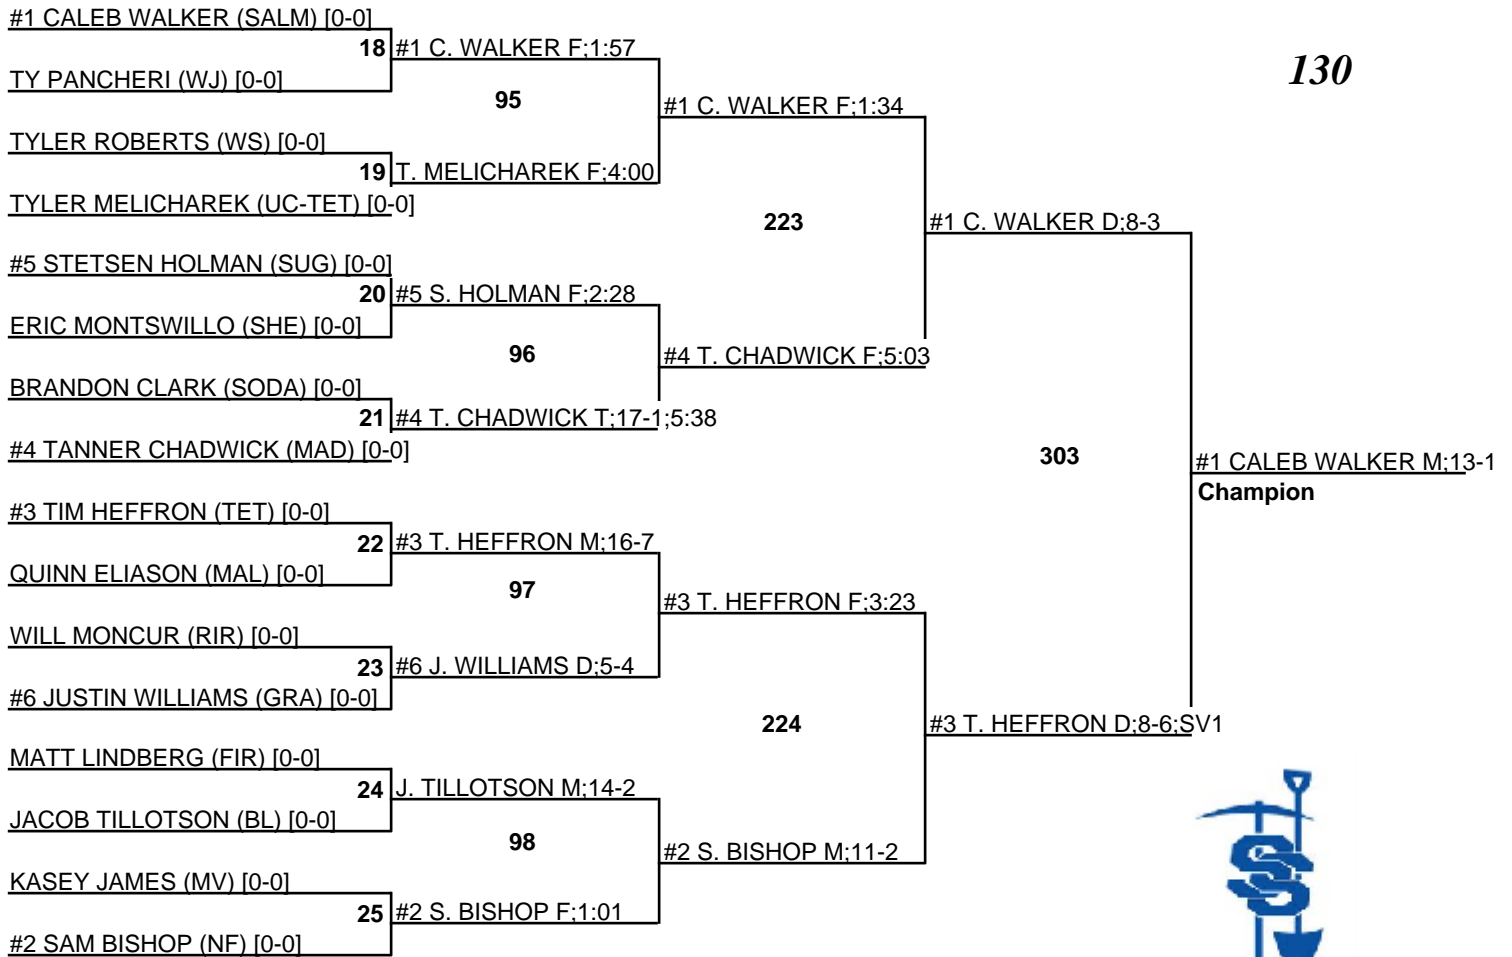 #1 CALEB WALKER (SALM) [0-0]
18 #1 C. WALKER F;1:57
130
TY PANCHERI (WJ) [0-0]
95
#1 C. WALKER F;1:34
TYLER ROBERTS (WS) [0-0]
19 T. MELICHAREK F;4:00
TYLER MELICHAREK (UC-TET) [0-0]
223
#1 C. WALKER D;8-3
#5 STETSEN HOLMAN (SUG) [0-0]
20 #5 S. HOLMAN F;2:28
ERIC MONTSWILLO (SHE) [0-0]
96
#4 T. CHADWICK F;5:03
BRANDON CLARK (SODA) [0-0]
21 #4 T. CHADWICK T;17-1;5:38
#4 TANNER CHADWICK (MAD) [0-0]
303
#1 CALEB WALKER M;13-1
Champion
#3 TIM HEFFRON (TET) [0-0]
22 #3 T. HEFFRON M;16-7
QUINN ELIASON (MAL) [0-0]
97
#3 T. HEFFRON F;3:23
WILL MONCUR (RIR) [0-0]
23 #6 J. WILLIAMS D;5-4
#6 JUSTIN WILLIAMS (GRA) [0-0]
224
#3 T. HEFFRON D;8-6;SV1
MATT LINDBERG (FIR) [0-0]
24 J. TILLOTSON M;14-2
JACOB TILLOTSON (BL) [0-0]
98
#2 S. BISHOP M;11-2
KASEY JAMES (MV) [0-0]
25 #2 S. BISHOP F;1:01
#2 SAM BISHOP (NF) [0-0]
SS